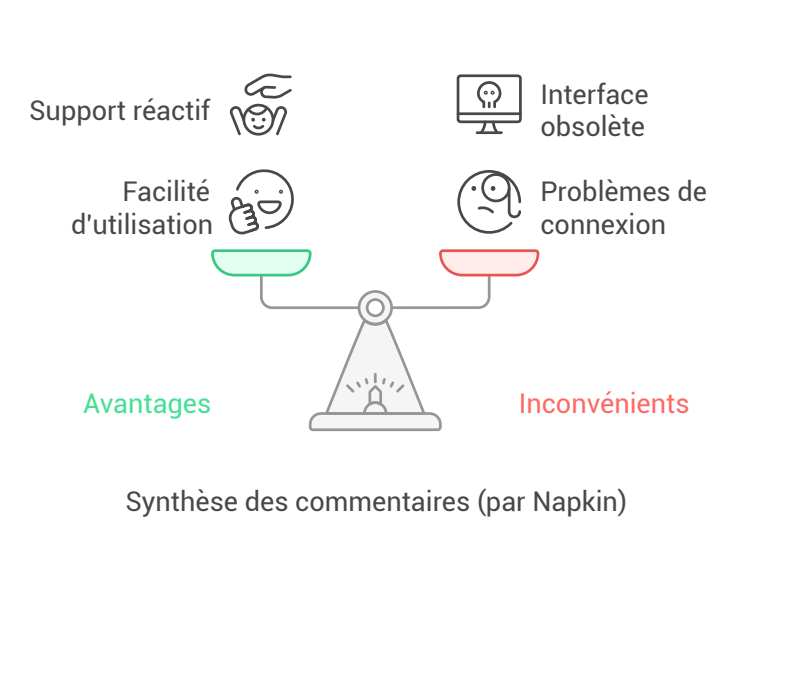 Support réactif
Facilité
d'utilisation
Interface
obsolète
Problèmes de
connexion
Avantages
Inconvénients
Synthèse des commentaires (par Napkin)